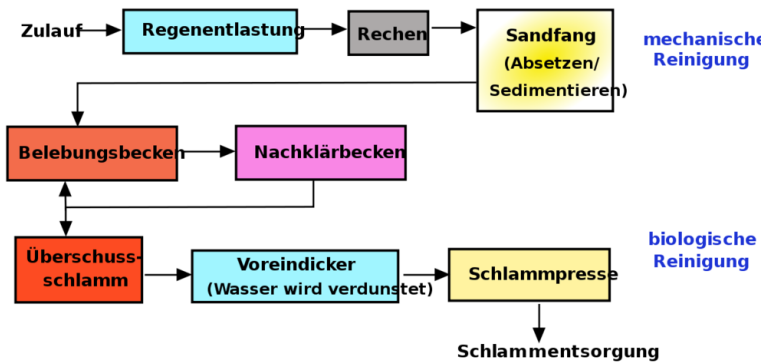 Zulauf
Regenentlastung
Rechen
Sandfang
(Absetzen/
Sedimentieren)
mechanische
Reinigung
Belebungsbecken
Nachklärbecken
Überschuss-
schlamm
Voreindicker
(Wasser wird verdunstet)
Schlammpresse
biologische
Reinigung
Schlammentsorgung